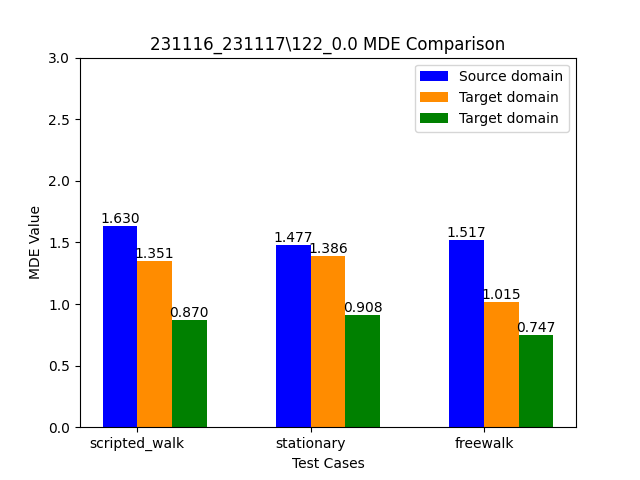 231116_231117\122_0.0 MDE Comparison
Source domain
Target domain
Target domain
MDE Value
3.0
2.5
2.0
1.5
1.0
0.5
0.0
1.630
1.351
0.870
1.477
1.386
0.908
1.517
1.015
0.747
scripted_walk
stationary
freewalk
Test Cases